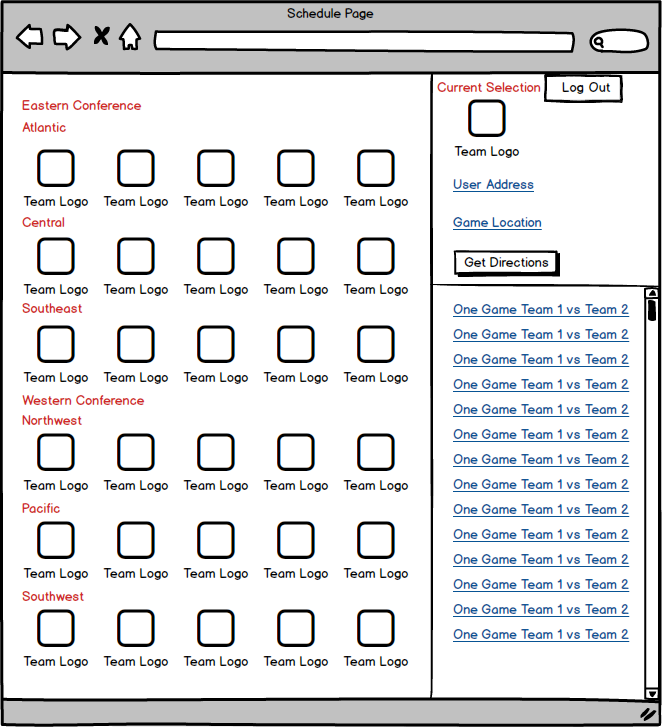 Schedule Page
Eastern Conference
Atlantic
Team Logo Team Logo Team Logo Team Logo Team Logo
Central
Team Logo Team Logo Team Logo Team Logo Team Logo
Southeast
Team Logo Team Logo Team Logo Team Logo Team Logo
Western Conference
Northwest
Team Logo Team Logo Team Logo Team Logo Team Logo
Pacific
Team Logo Team Logo Team Logo Team Logo Team Logo
Southwest
Team Logo Team Logo Team Logo Team Logo Team Logo
Current Selection Log Out
Team Logo
User Address
Game Location
Get Directions
One Game Team 1 vs Team 2
One Game Team 1 vs Team 2
One Game Team 1 vs Team 2
One Game Team 1 vs Team 2
One Game Team 1 vs Team 2
One Game Team 1 vs Team 2
One Game Team 1 vs Team 2
One Game Team 1 vs Team 2
One Game Team 1 vs Team 2
One Game Team 1 vs Team 2
One Game Team 1 vs Team 2
One Game Team 1 vs Team 2
One Game Team 1 vs Team 2
One Game Team 1 vs Team 2